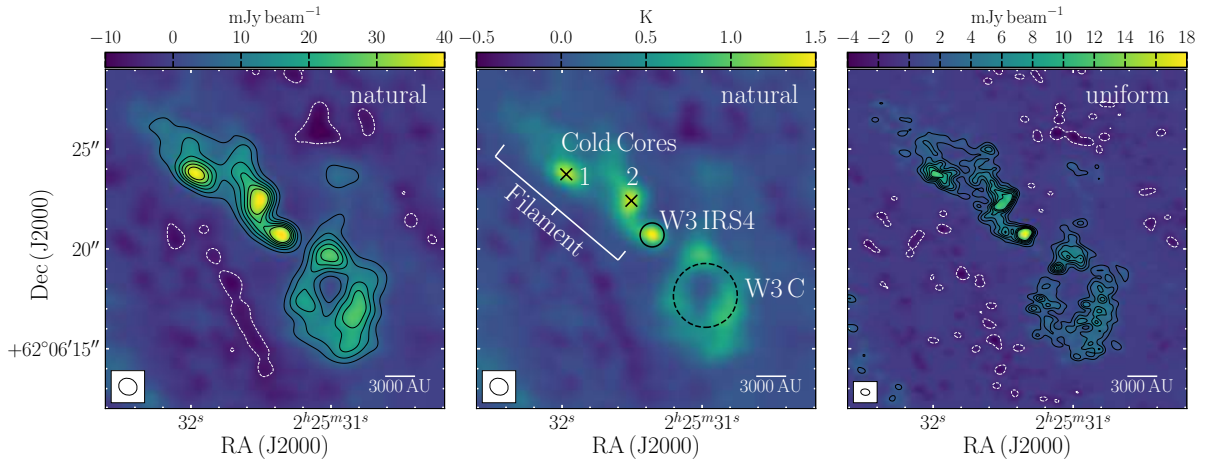 mJy beam⁻¹
−10 0 10 20 30 40
natural
25″
20″
+62°06′15″
Dec (J2000)
3000 AU
32ˢ 2ʰ25ᵐ31ˢ
RA (J2000)
K
−0.5 0.0 0.5 1.0 1.5
natural
Cold Cores
1 2
Filament
W3 IRS4
W3 C
3000 AU
32ˢ 2ʰ25ᵐ31ˢ
RA (J2000)
mJy beam⁻¹
−4 −2 0 2 4 6 8 10 12 14 16 18
uniform
3000 AU
32ˢ 2ʰ25ᵐ31ˢ
RA (J2000)